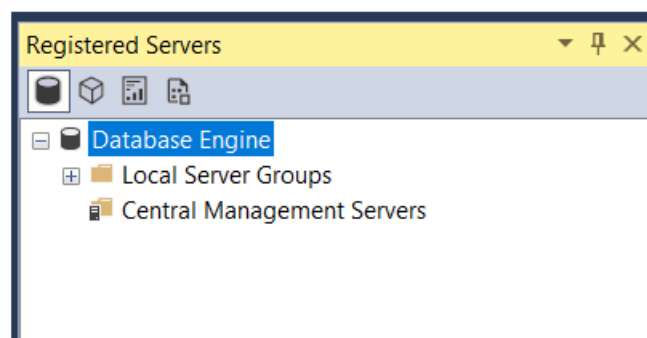 Registered Servers
Database Engine
Local Server Groups
Central Management Servers